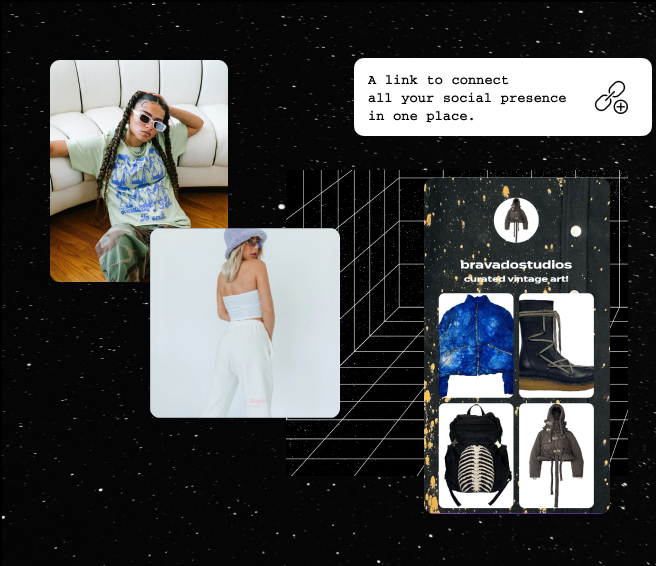 A link to connect
all your social presence
in one place.
bravadostudios
curated vintage art!